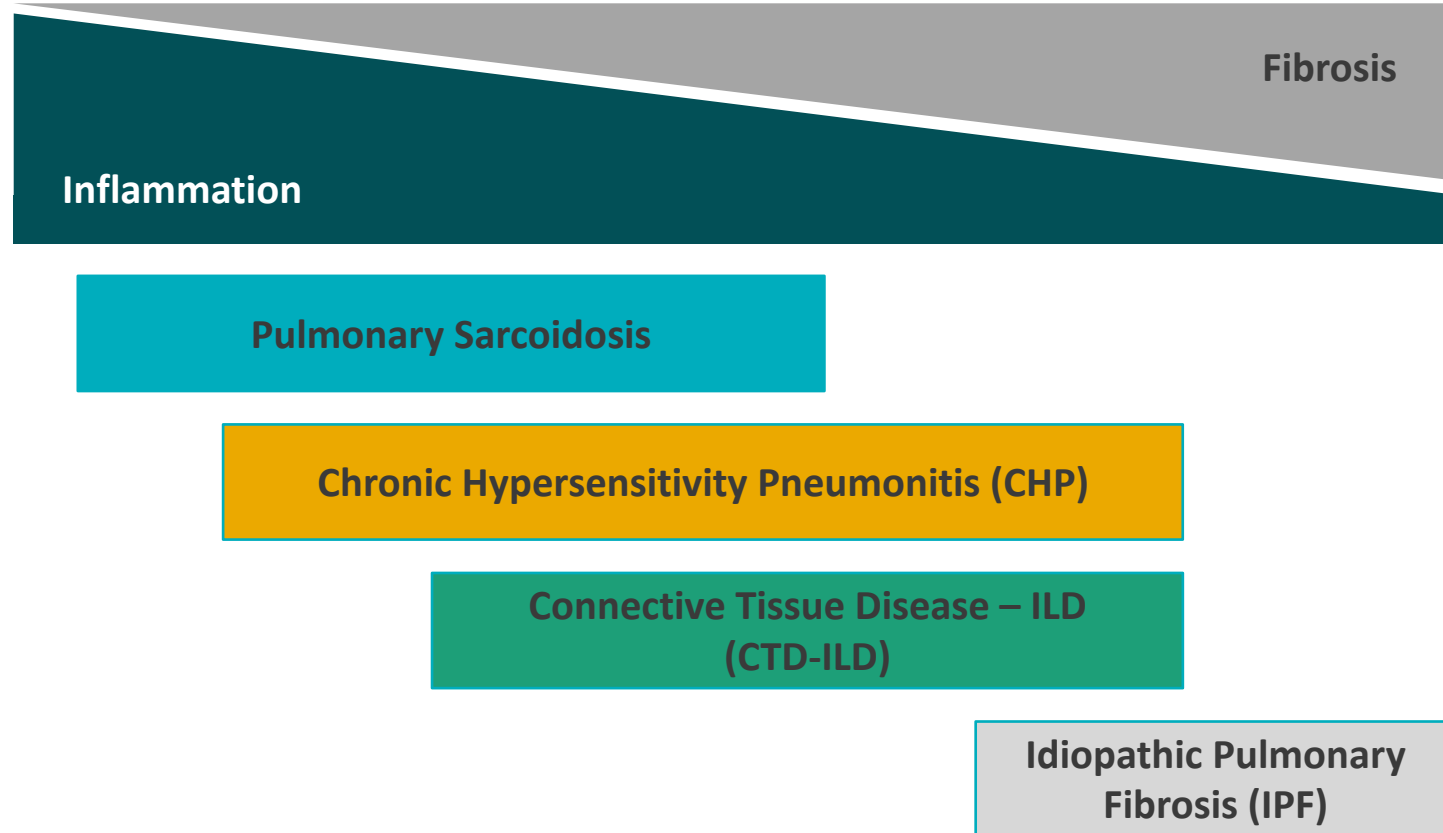 Fibrosis
Inflammation
Pulmonary Sarcoidosis
Chronic Hypersensitivity Pneumonitis (CHP)
Connective Tissue Disease – ILD
(CTD-ILD)
Idiopathic Pulmonary
Fibrosis (IPF)